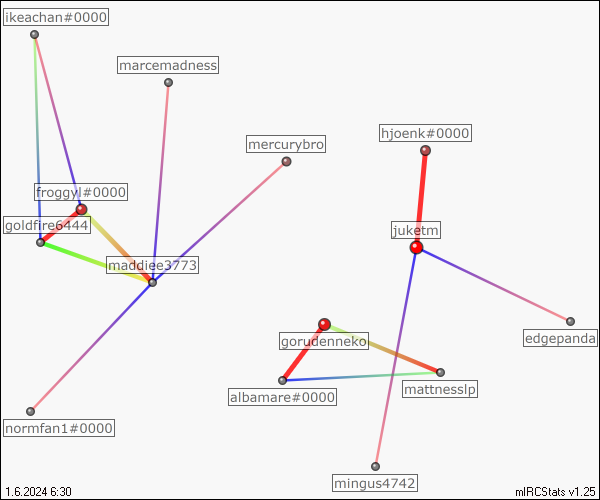 ikeachan#0000
marcemadness
hjoenk#0000
mercurybro
froggyl#0000
goldfire6444
juketm
maddiee3773
edgepanda
gorudenneko
mattnesslp
albamare#0000
normfan1#0000
mingus4742
1.6.2024 6:30
mIRCStats v1.25